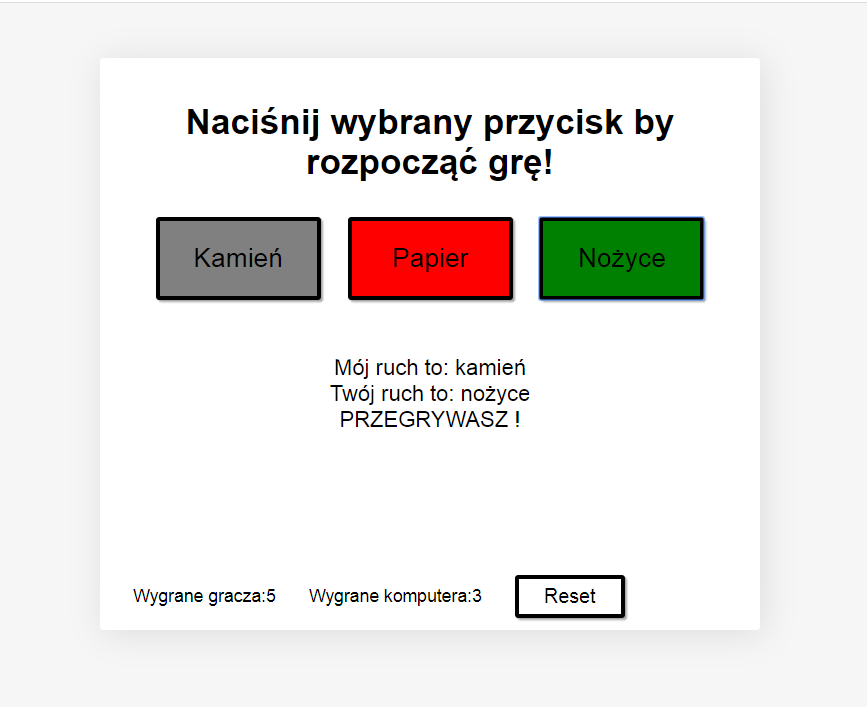 Naciśnij wybrany przycisk by
rozpocząć grę!
Kamień Papier Nożyce
Mój ruch to: kamień
Twój ruch to: nożyce
PRZEGRYWASZ !
Wygrane gracza:5 Wygrane komputera:3 Reset